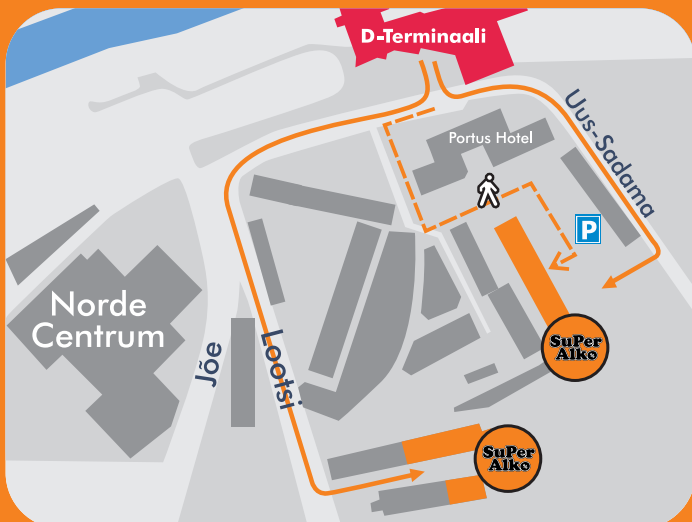 D-Terminaali
Portus Hotel
Uus-Sadama
P
Norde
Centrum
Jõe
Lootsi
SuPer
Alko
SuPer
Alko